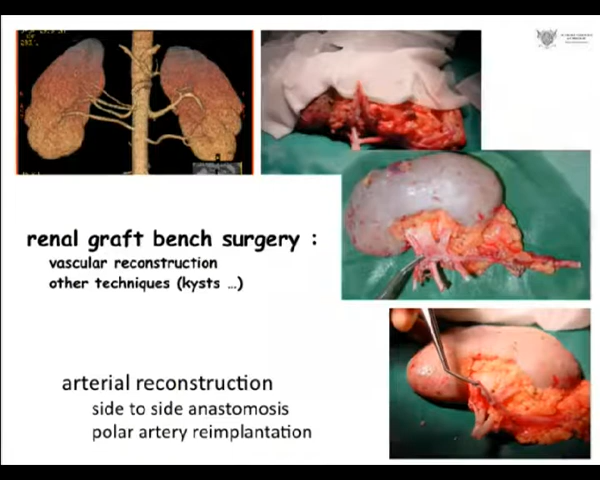 renal graft bench surgery :
vascular reconstruction
other techniques (kysts …)
arterial reconstruction
side to side anastomosis
polar artery reimplantation